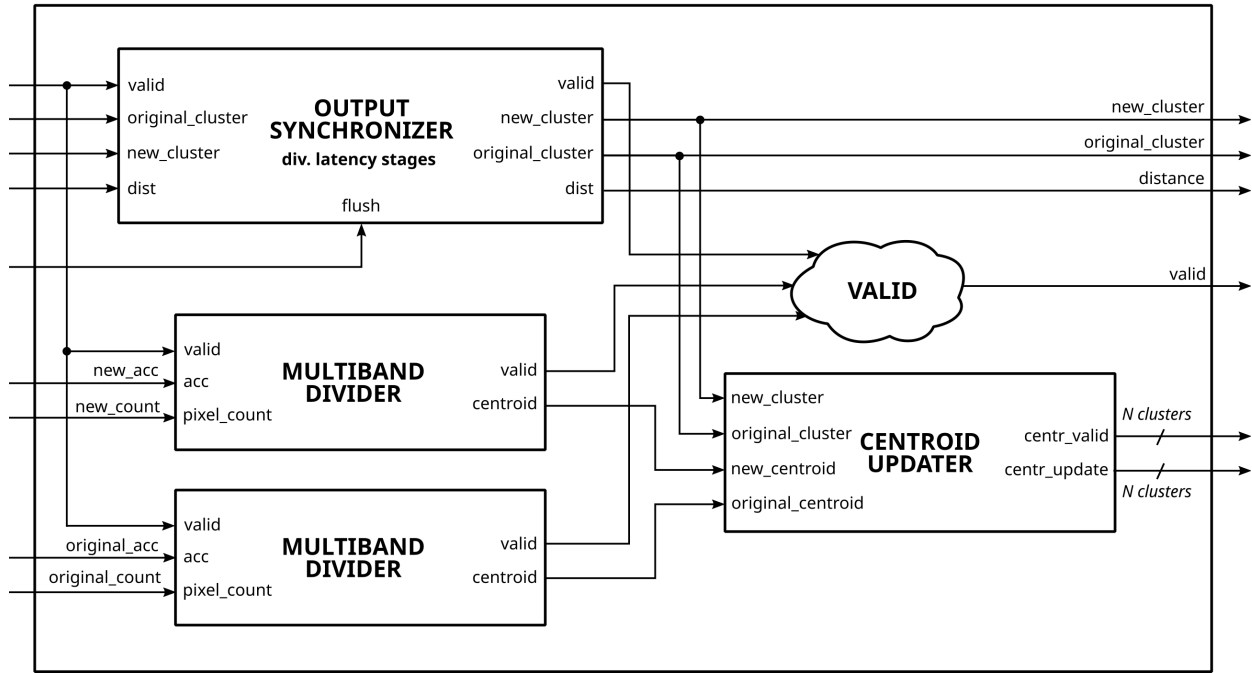 valid
original_cluster
new_cluster
dist
OUTPUT
SYNCHRONIZER
div. latency stages
flush
valid
new_cluster
original_cluster
dist
new_cluster
original_cluster
distance
VALID
valid
new_acc
new_count
valid
acc
pixel_count
MULTIBAND
DIVIDER
valid
centroid
original_acc
original_count
valid
acc
pixel_count
MULTIBAND
DIVIDER
valid
centroid
new_cluster
original_cluster
new_centroid
original_centroid
CENTROID
UPDATER
centr_valid
centr_update
N clusters
N clusters